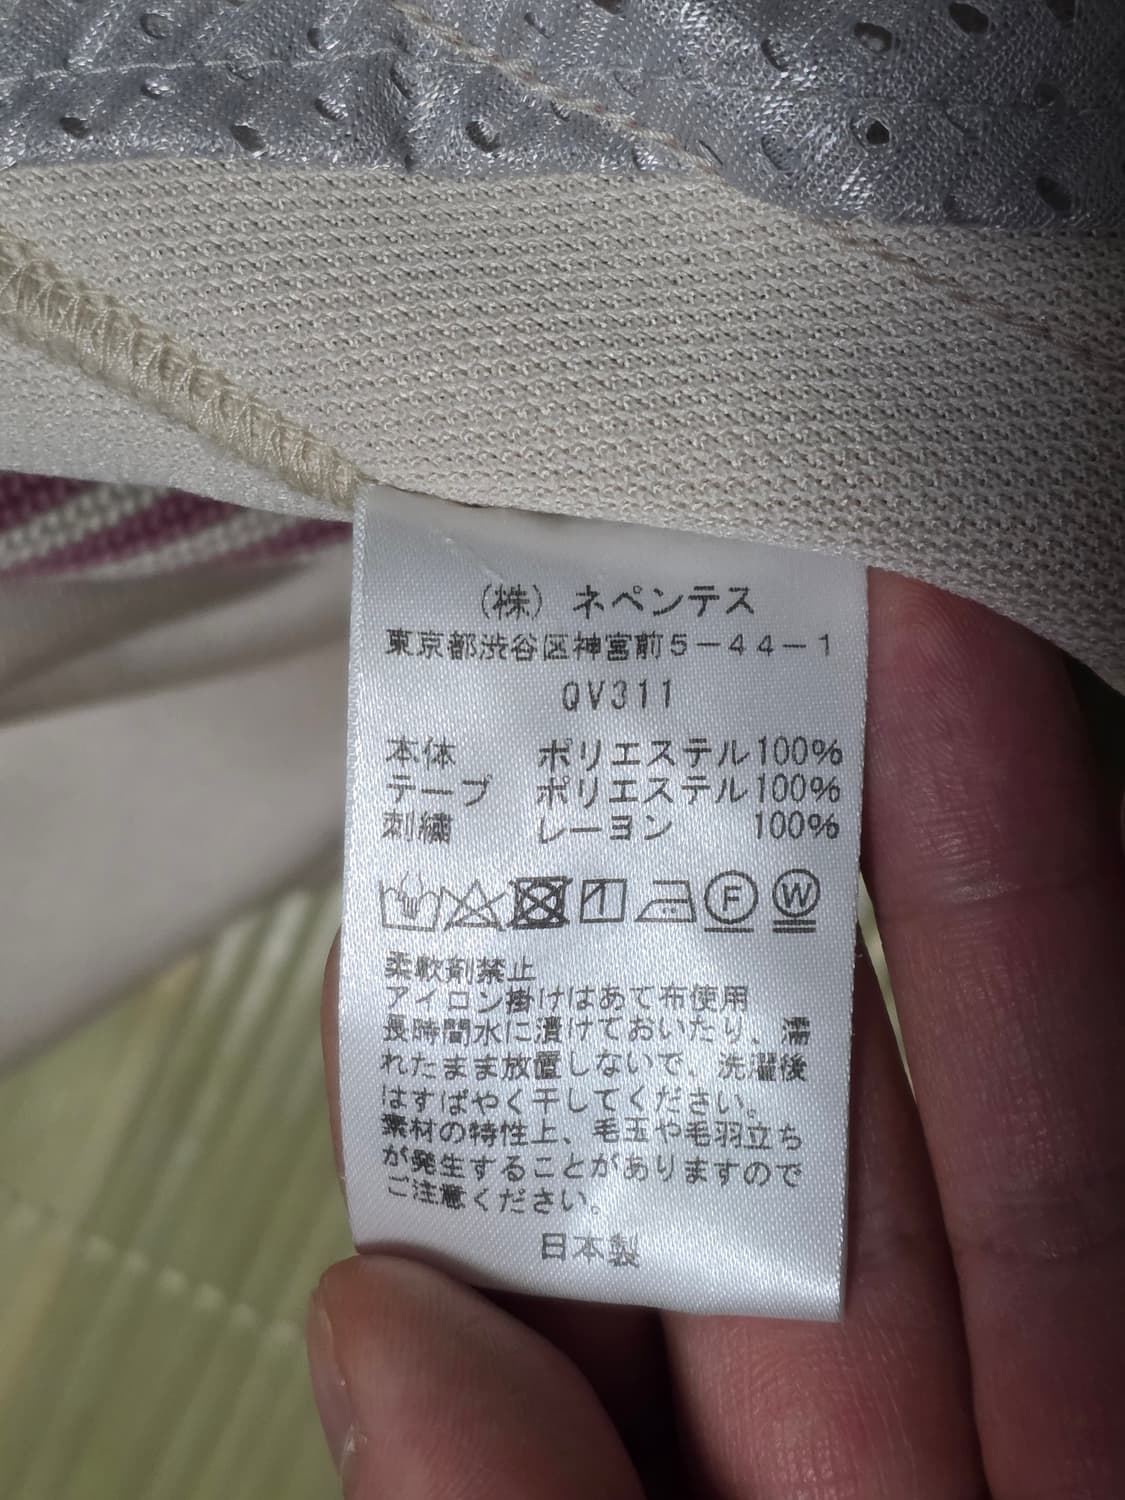 (株) ネペンテス
東京都渋谷区神宮前5-44-1
QV311
本体 ポリエステル100%
テープ ポリエステル100%
刺繍 レーヨン 100%
F W
柔軟剤禁止
アイロン掛けはあて布使用
長時間水に漬けておいたり、濡
れたまま放置しないで、洗濯後
はすばやく干してください。
素材の特性上、毛玉や毛羽立ち
が発生することがありますので
ご注意ください。
日本製